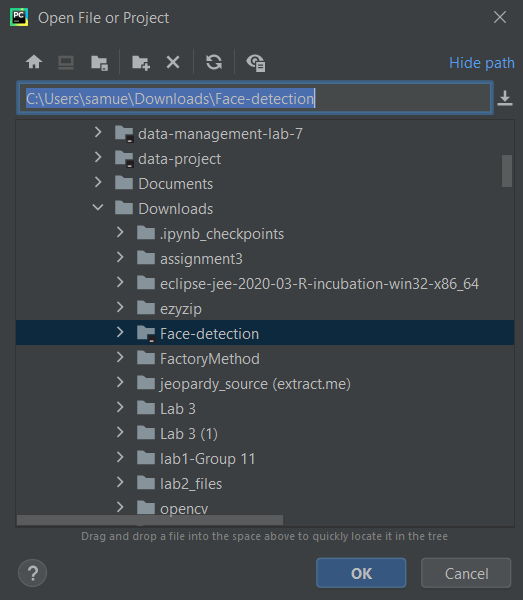 PC
Open File or Project
Hide path
C:\Users\samue\Downloads\Face-detection
data-management-lab-7
data-project
Documents
Downloads
.ipynb_checkpoints
assignment3
eclipse-jee-2020-03-R-incubation-win32-x86_64
ezyzip
Face-detection
FactoryMethod
jeopardy_source (extract.me)
Lab 3
Lab 3 (1)
lab1-Group 11
lab2_files
opencv
Drag and drop a file into the space above to quickly locate it in the tree
?
OK
Cancel